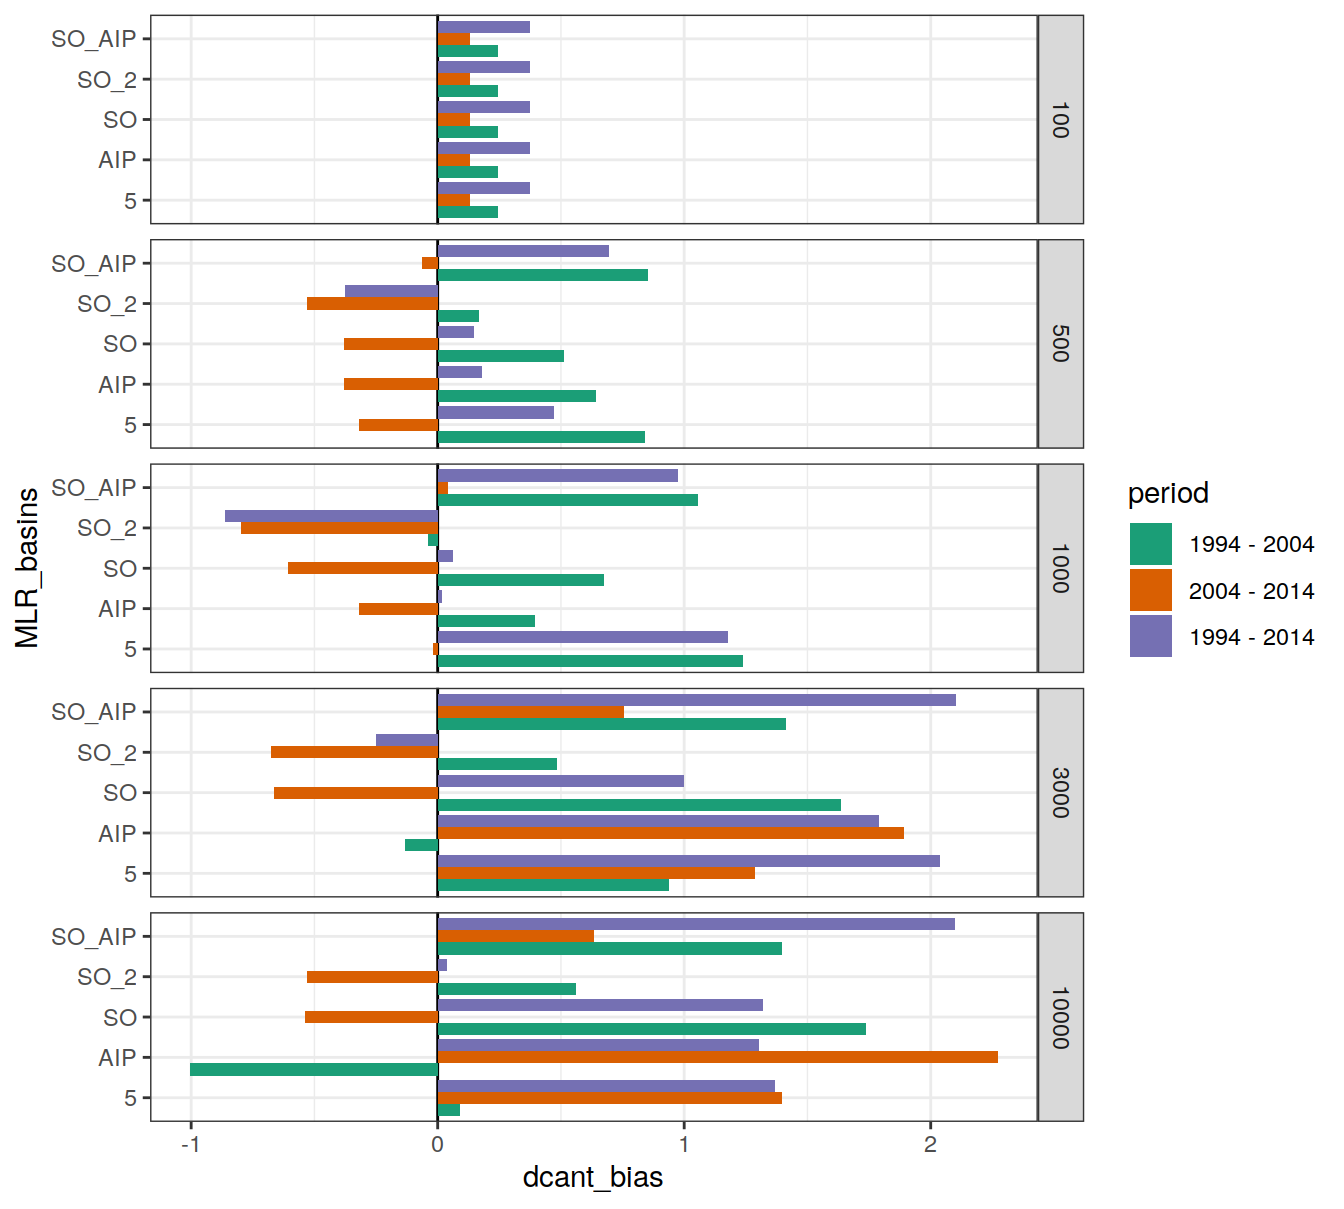 SO_AIP
SO_2
SO
AIP
5
100
SO_AIP
SO_2
SO
AIP
5
500
SO_AIP
SO_2
SO
AIP
5
1000
SO_AIP
SO_2
SO
AIP
5
3000
SO_AIP
SO_2
SO
AIP
5
10000
-1 0 1 2
dcant_bias
MLR_basins
period
1994 - 2004
2004 - 2014
1994 - 2014